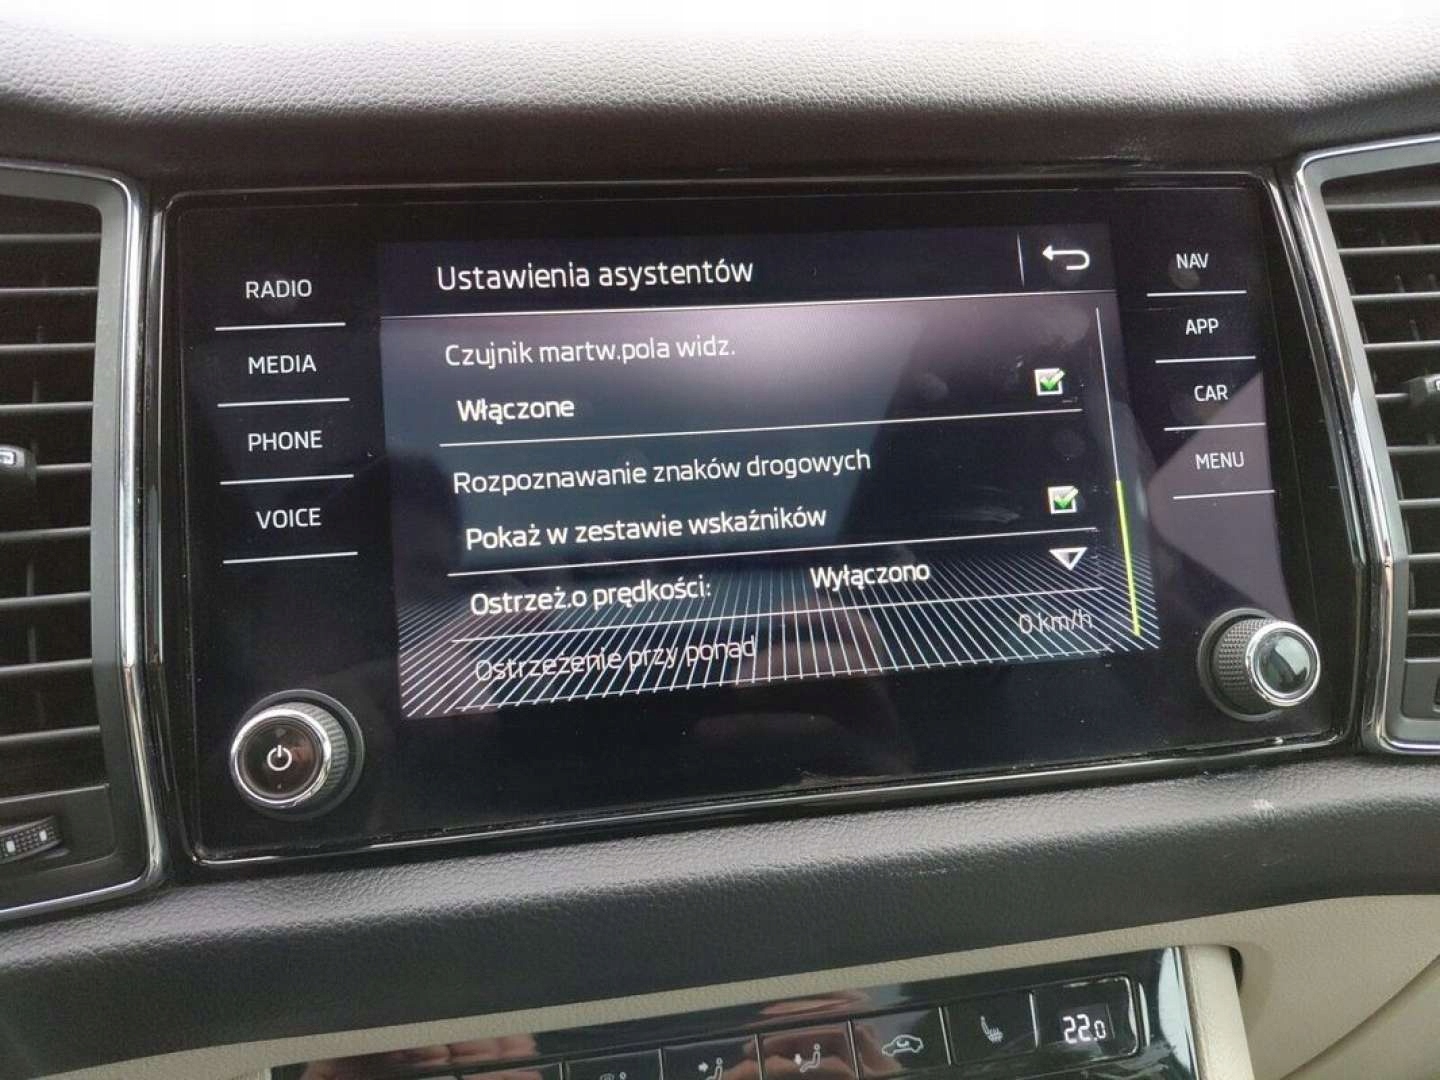 Ustawienia asystentów
RADIO
MEDIA
PHONE
VOICE
Czujnik martw.pola widz.
Włączone
Rozpoznawanie znaków drogowych
Pokaż w zestawie wskaźników
Ostrzeż.o prędkości: Wyłączono
Ostrzeżenie przy ponad 0 km/h
NAV
APP
CAR
MENU
22.0